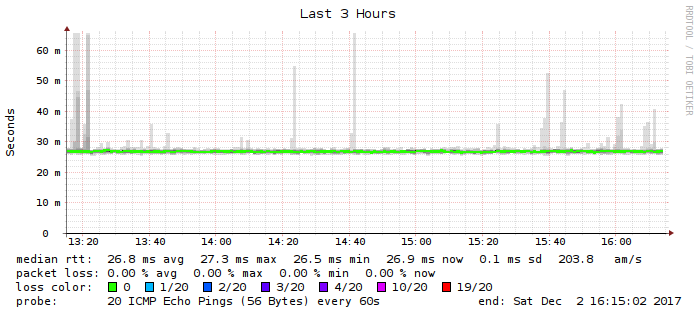 Last 3 Hours
RRDTOOL / TOBI OETIKER
Seconds
60 m
50 m
40 m
30 m
20 m
10 m
0
13:20 13:40 14:00 14:20 14:40 15:00 15:20 15:40 16:00
median rtt: 26.8 ms avg 27.3 ms max 26.5 ms min 26.9 ms now 0.1 ms sd 203.8 am/s
packet loss: 0.00 % avg 0.00 % max 0.00 % min 0.00 % now
loss color: 0 1/20 2/20 3/20 4/20 10/20 19/20
probe: 20 ICMP Echo Pings (56 Bytes) every 60s end: Sat Dec 2 16:15:02 2017